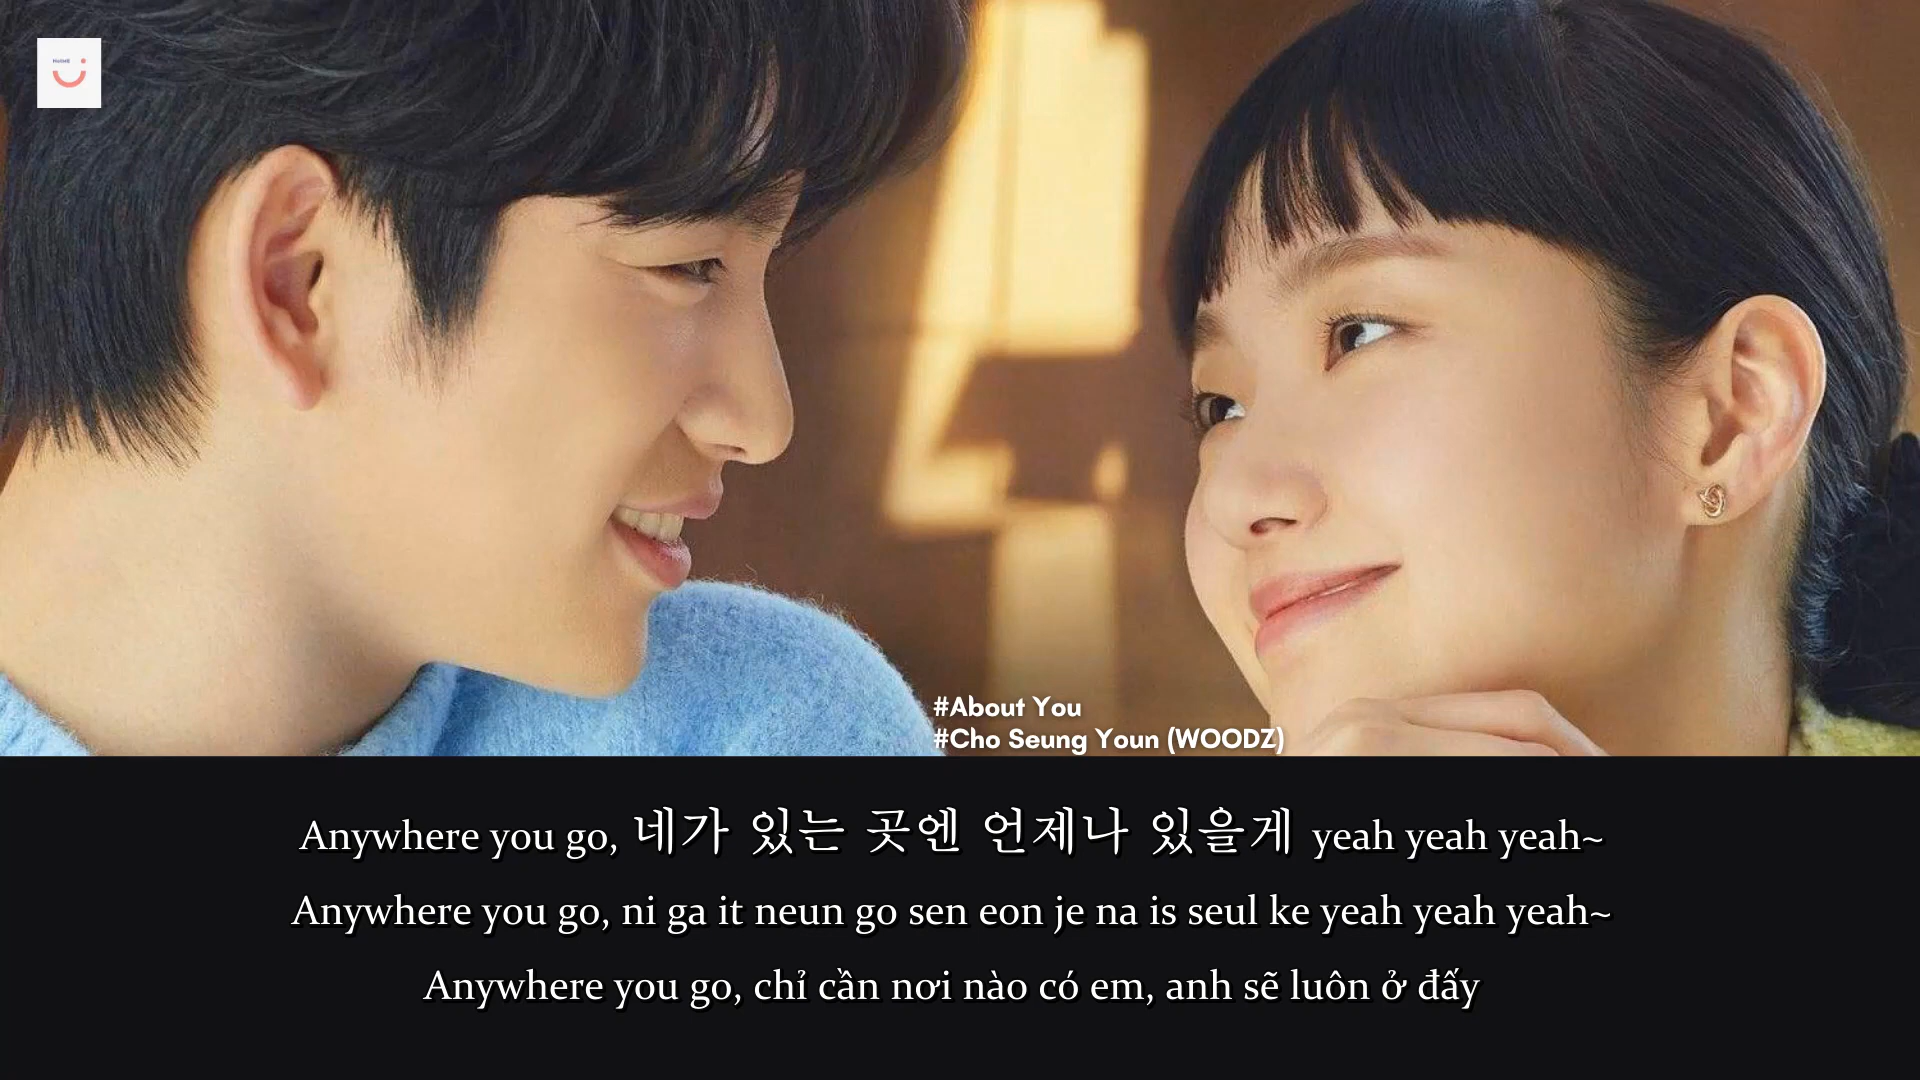 #About You
#Cho Seung Youn (WOODZ)
Anywhere you go, 네가 있는 곳엔 언제나 있을게 yeah yeah yeah~
Anywhere you go, ni ga it neun go sen eon je na is seul ke yeah yeah yeah~
Anywhere you go, chỉ cần nơi nào có em, anh sẽ luôn ở đấy